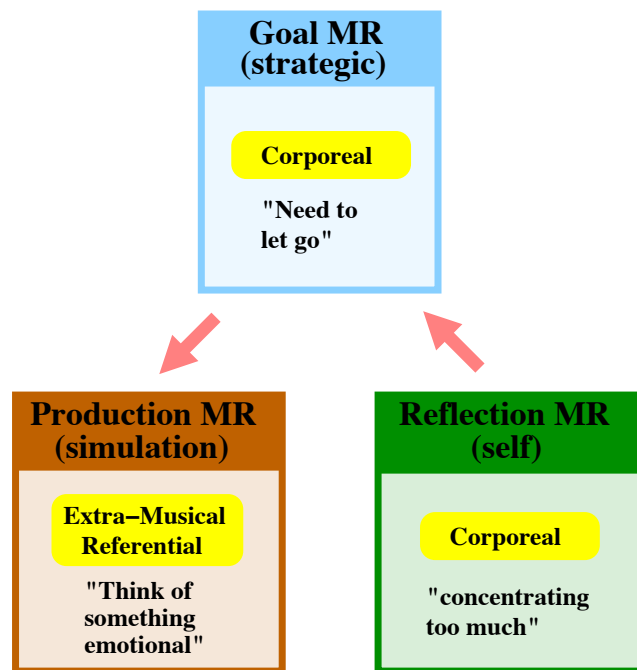 Goal MR
(strategic)
Corporeal
"Need to
let go"
Production MR
(simulation)
Extra−Musical
Referential
"Think of
something
emotional"
Reflection MR
(self)
Corporeal
"concentrating
too much"